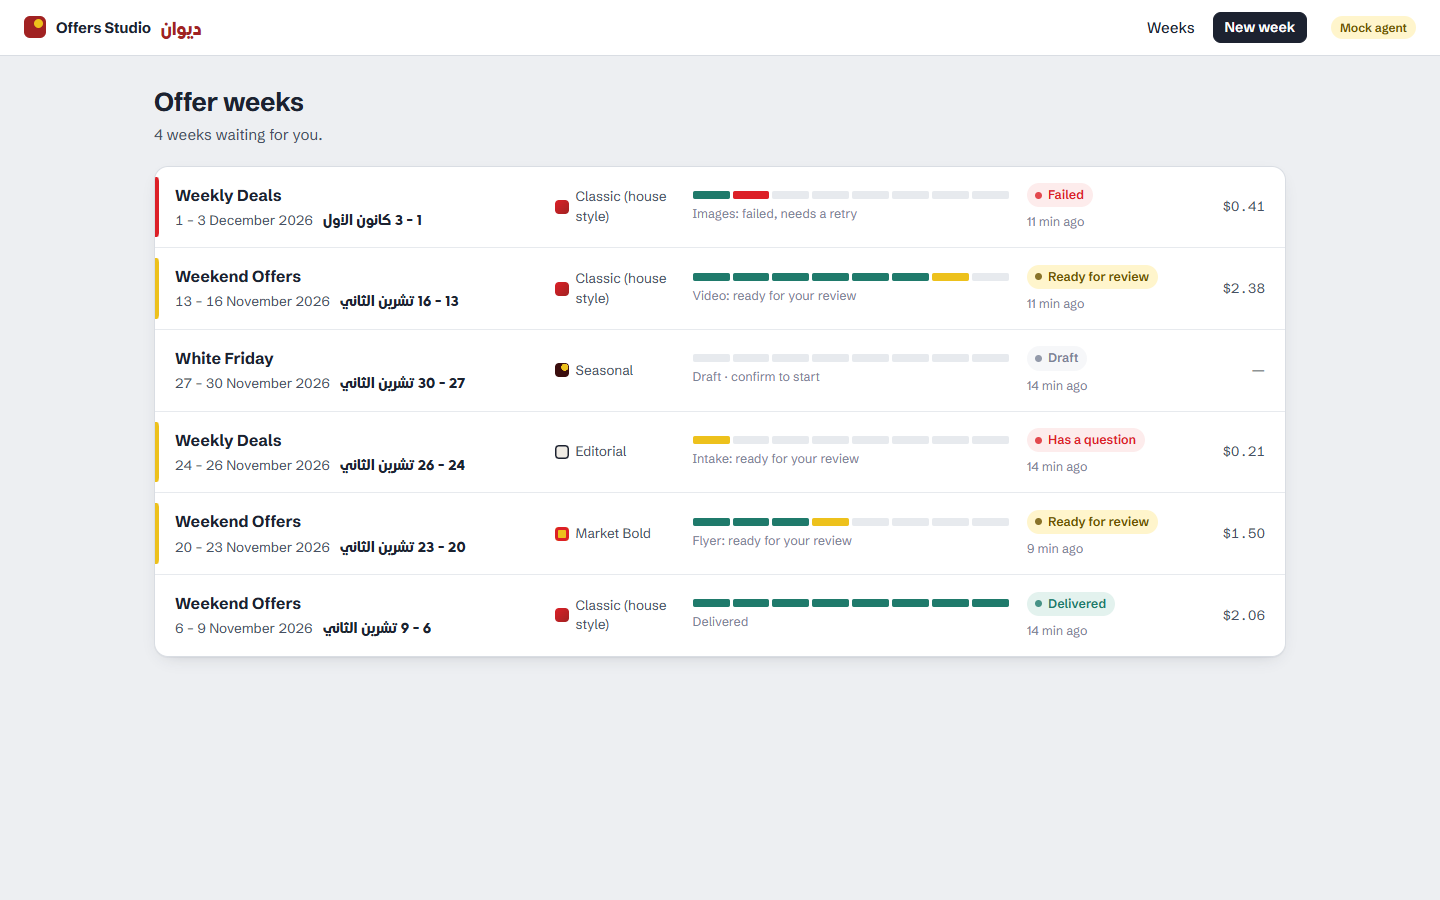 Offers Studio ديوان
Weeks
New week
Mock agent
Offer weeks
4 weeks waiting for you.
Weekly Deals
1 – 3 December 2026 1 – 3 كانون الأول
Classic (house
style)
Images: failed, needs a retry
Failed
11 min ago
$0.41
Weekend Offers
13 – 16 November 2026 13 – 16 تشرين الثاني
Classic (house
style)
Video: ready for your review
Ready for review
11 min ago
$2.38
White Friday
27 – 30 November 2026 27 – 30 تشرين الثاني
Seasonal
Draft · confirm to start
Draft
14 min ago
—
Weekly Deals
24 – 26 November 2026 24 – 26 تشرين الثاني
Editorial
Intake: ready for your review
Has a question
14 min ago
$0.21
Weekend Offers
20 – 23 November 2026 20 – 23 تشرين الثاني
Market Bold
Flyer: ready for your review
Ready for review
9 min ago
$1.50
Weekend Offers
6 – 9 November 2026 6 – 9 تشرين الثاني
Classic (house
style)
Delivered
Delivered
14 min ago
$2.06